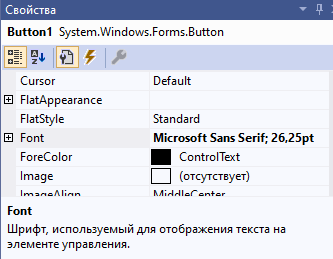 Свойства
Button1 System.Windows.Forms.Button
Cursor Default
FlatAppearance
FlatStyle Standard
Font Microsoft Sans Serif; 26,25pt
ForeColor ControlText
Image (отсутствует)
ImageAlign MiddleCenter
Font
Шрифт, используемый для отображения текста на
элементе управления.